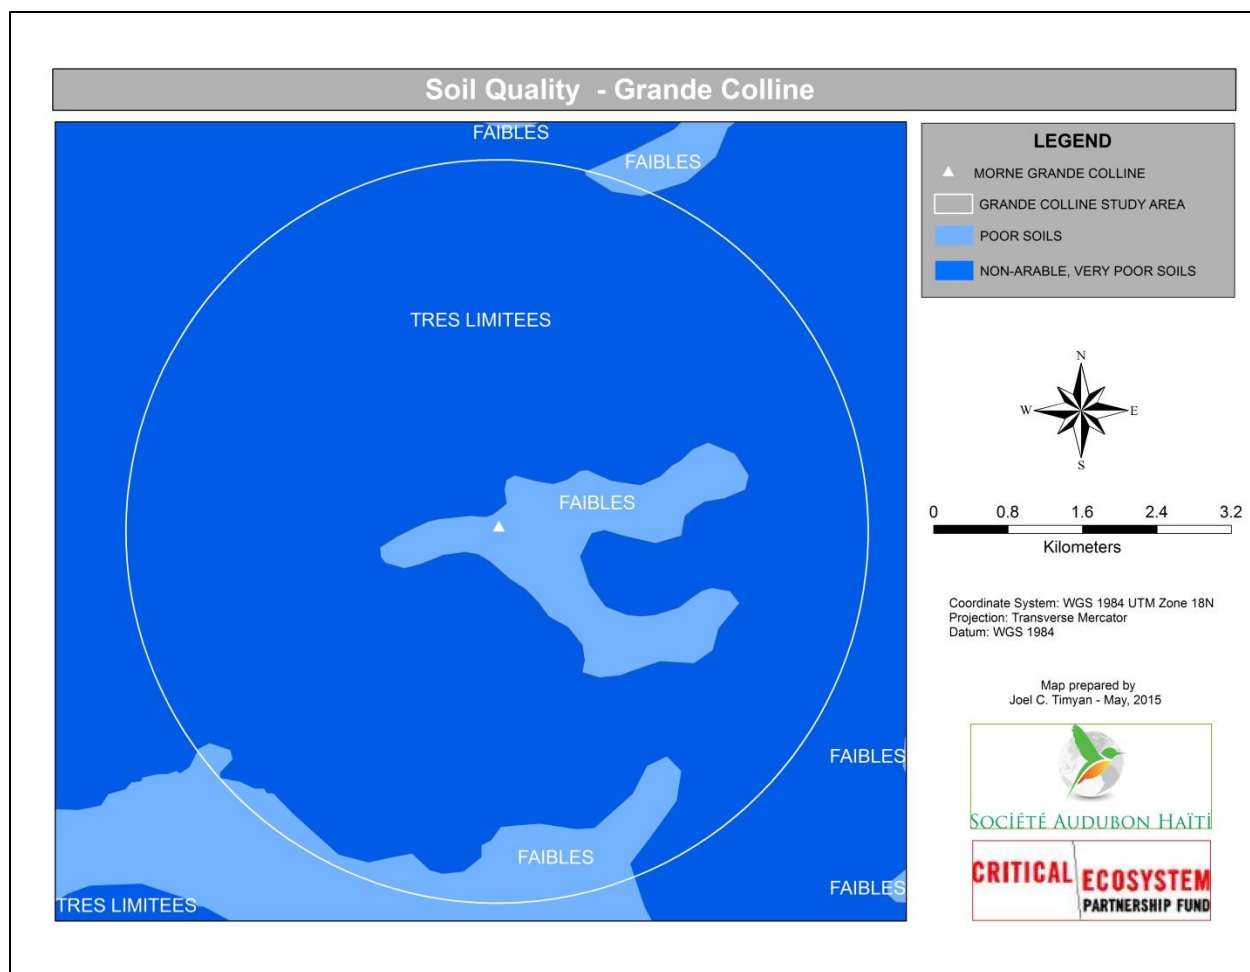 Soil Quality - Grande Colline
FAIBLES
FAIBLES
TRES LIMITEES
FAIBLES
FAIBLES
FAIBLES
FAIBLES
TRES LIMITEES
LEGEND
MORNE GRANDE COLLINE
GRANDE COLLINE STUDY AREA
POOR SOILS
NON-ARABLE, VERY POOR SOILS
N
W E
S
0 0.8 1.6 2.4 3.2
Kilometers
Coordinate System: WGS 1984 UTM Zone 18N
Projection: Transverse Mercator
Datum: WGS 1984
Map prepared by
Joel C. Timyan - May, 2015
SOCIÉTÉ AUDUBON HAÏTI
CRITICAL ECOSYSTEM
PARTNERSHIP FUND